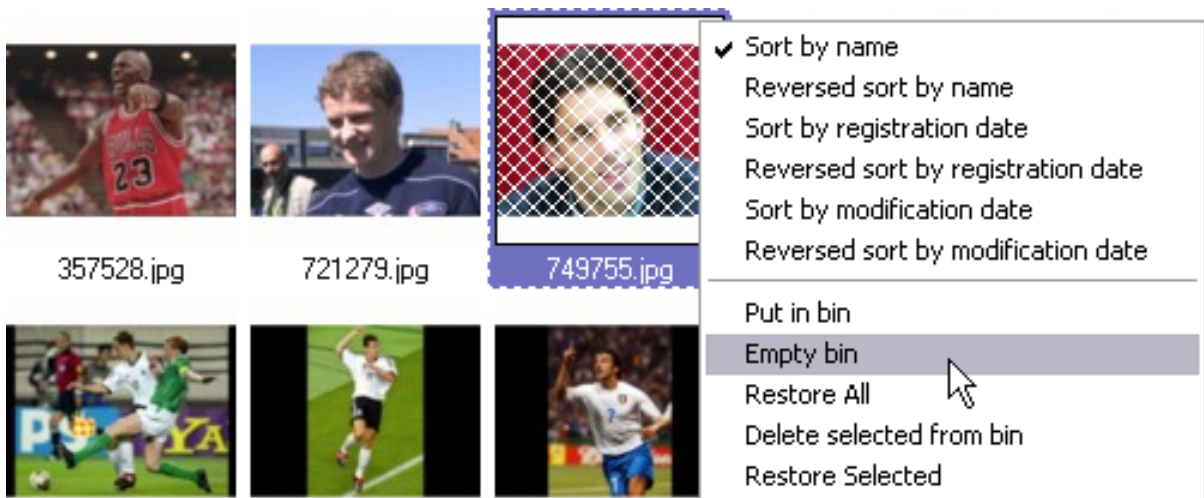 BULLS
23
357528.jpg
721279.jpg
749755.jpg
YA
7
Sort by name
Reversed sort by name
Sort by registration date
Reversed sort by registration date
Sort by modification date
Reversed sort by modification date
Put in bin
Empty bin
Restore All
Delete selected from bin
Restore Selected